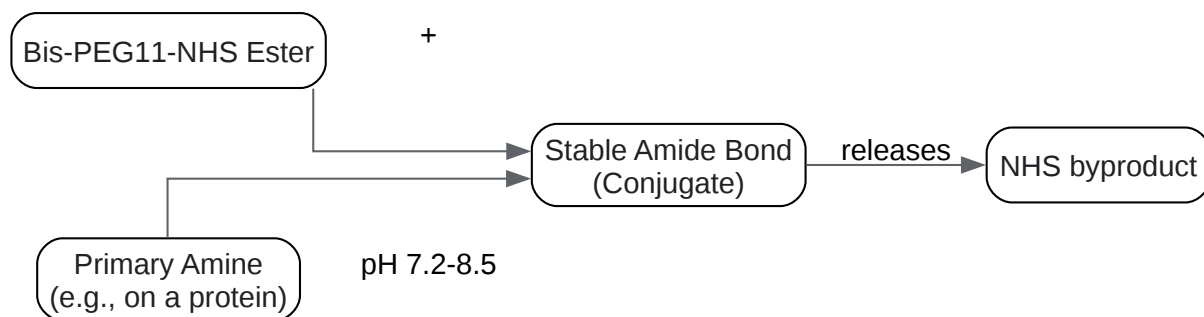 Bis-PEG11-NHS Ester
+
Stable Amide Bond
(Conjugate)
releases
NHS byproduct
Primary Amine
(e.g., on a protein)
pH 7.2-8.5